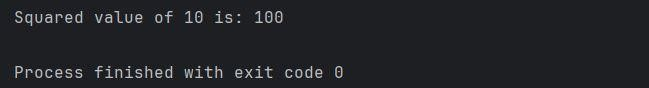 Squared value of 10 is: 100
Process finished with exit code 0